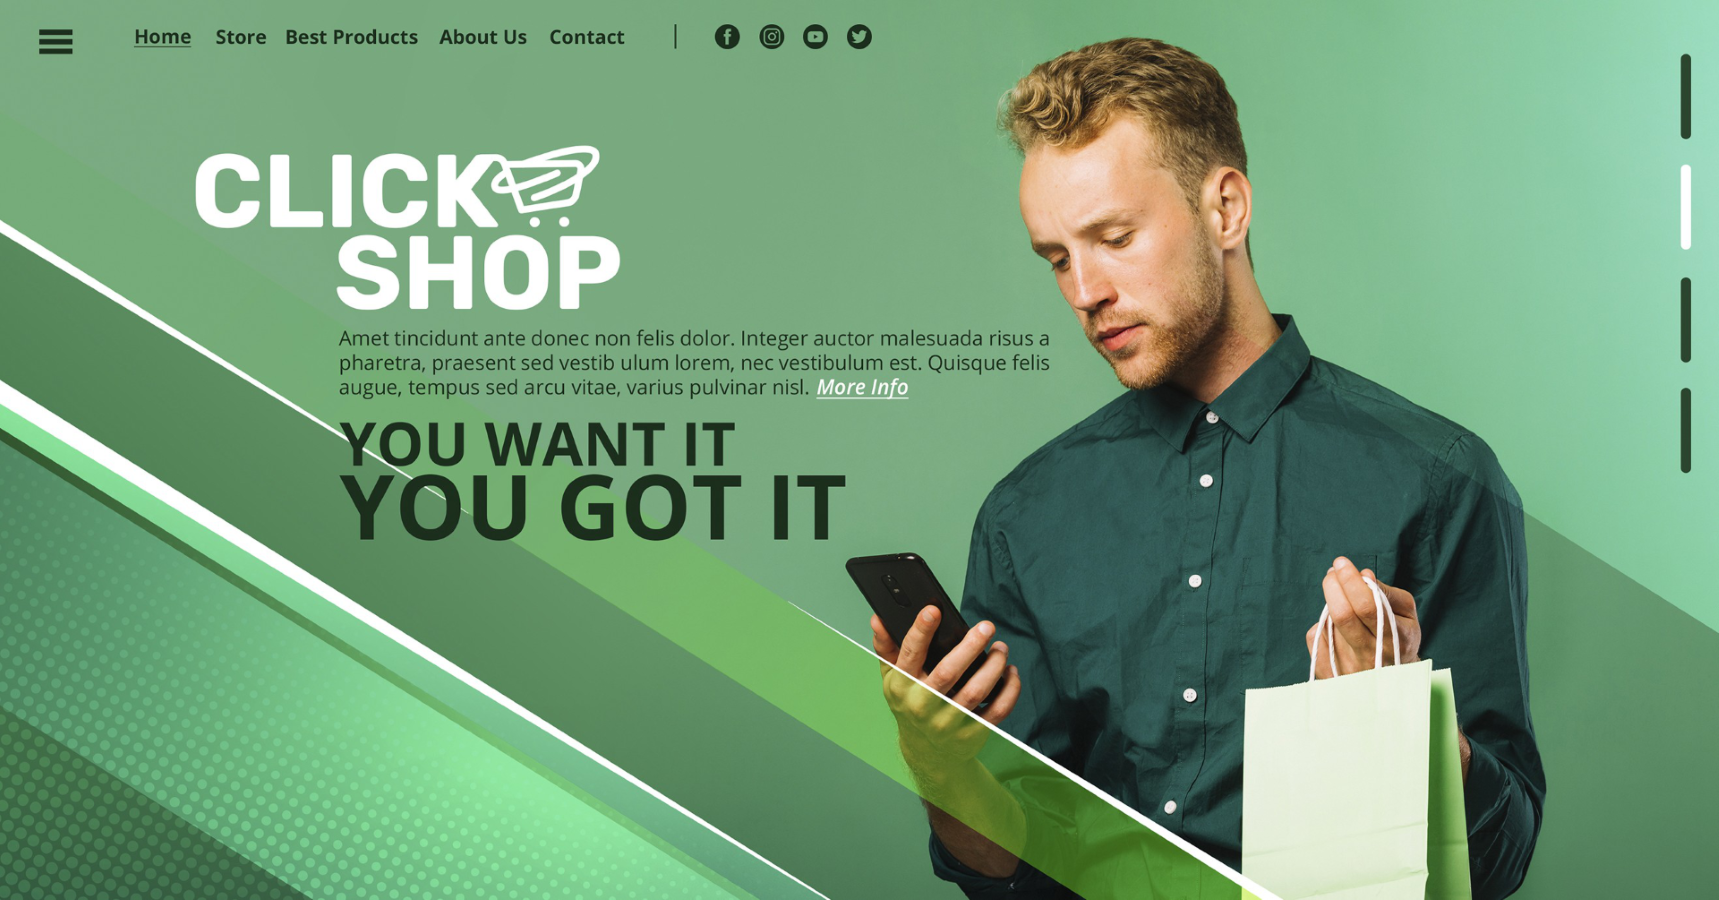 Home Store Best Products About Us Contact
CLICK
SHOP
Amet tincidunt ante donec non felis dolor. Integer auctor malesuada risus a
pharetra, praesent sed vestib ulum lorem, nec vestibulum est. Quisque felis
augue, tempus sed arcu vitae, varius pulvinar nisl. More Info
YOU WANT IT
YOU GOT IT